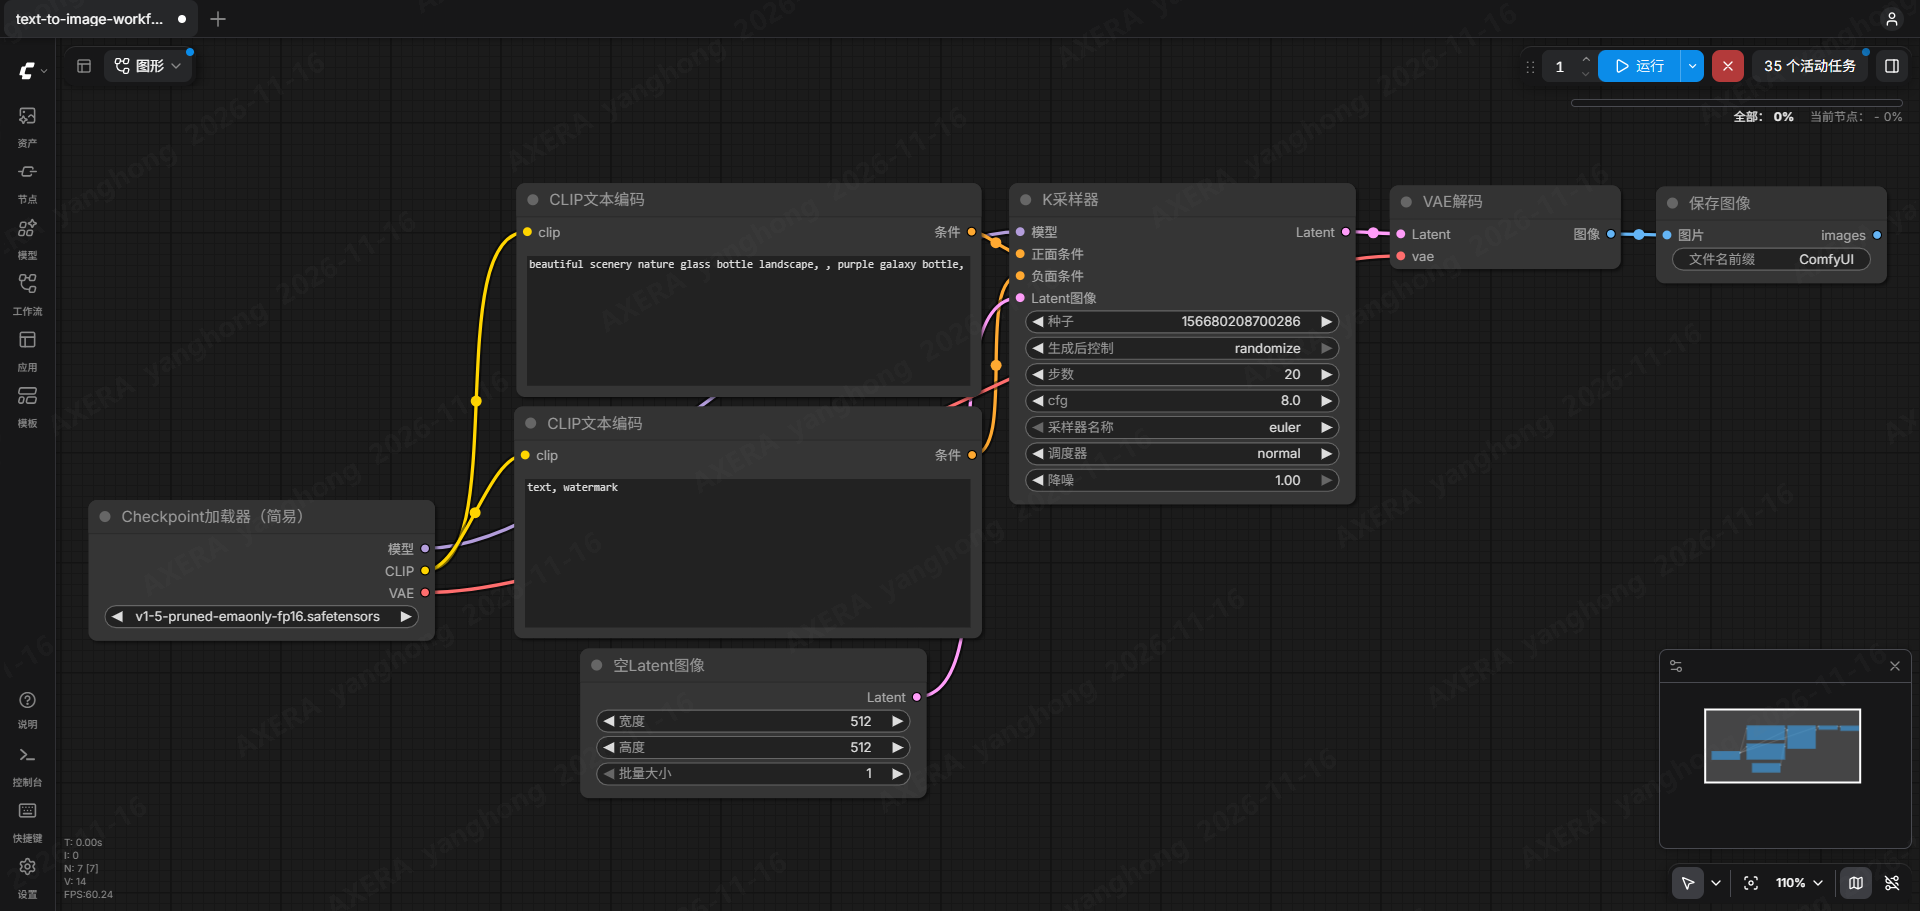 text-to-image-workf...
图形
1
运行
35 个活动任务
全部: 0% 当前节点: - 0%
资产
节点
模型
工作流
应用
模板
说明
控制台
快捷键
设置
CLIP文本编码
clip 条件
beautiful scenery nature glass bottle landscape, , purple galaxy bottle,
CLIP文本编码
clip 条件
text, watermark
Checkpoint加载器（简易）
模型
CLIP
VAE
v1-5-pruned-emaonly-fp16.safetensors
空Latent图像
Latent
宽度 512
高度 512
批量大小 1
K采样器
模型 Latent
正面条件
负面条件
Latent图像
种子 156680208700286
生成后控制 randomize
步数 20
cfg 8.0
采样器名称 euler
调度器 normal
降噪 1.00
VAE解码
Latent 图像
vae
保存图像
图片 images
文件名前缀 ComfyUI
T: 0.00s
I: 0
N: 7 [7]
V: 14
FPS:60.24
110%
AXERA yanghong 2026-11-16